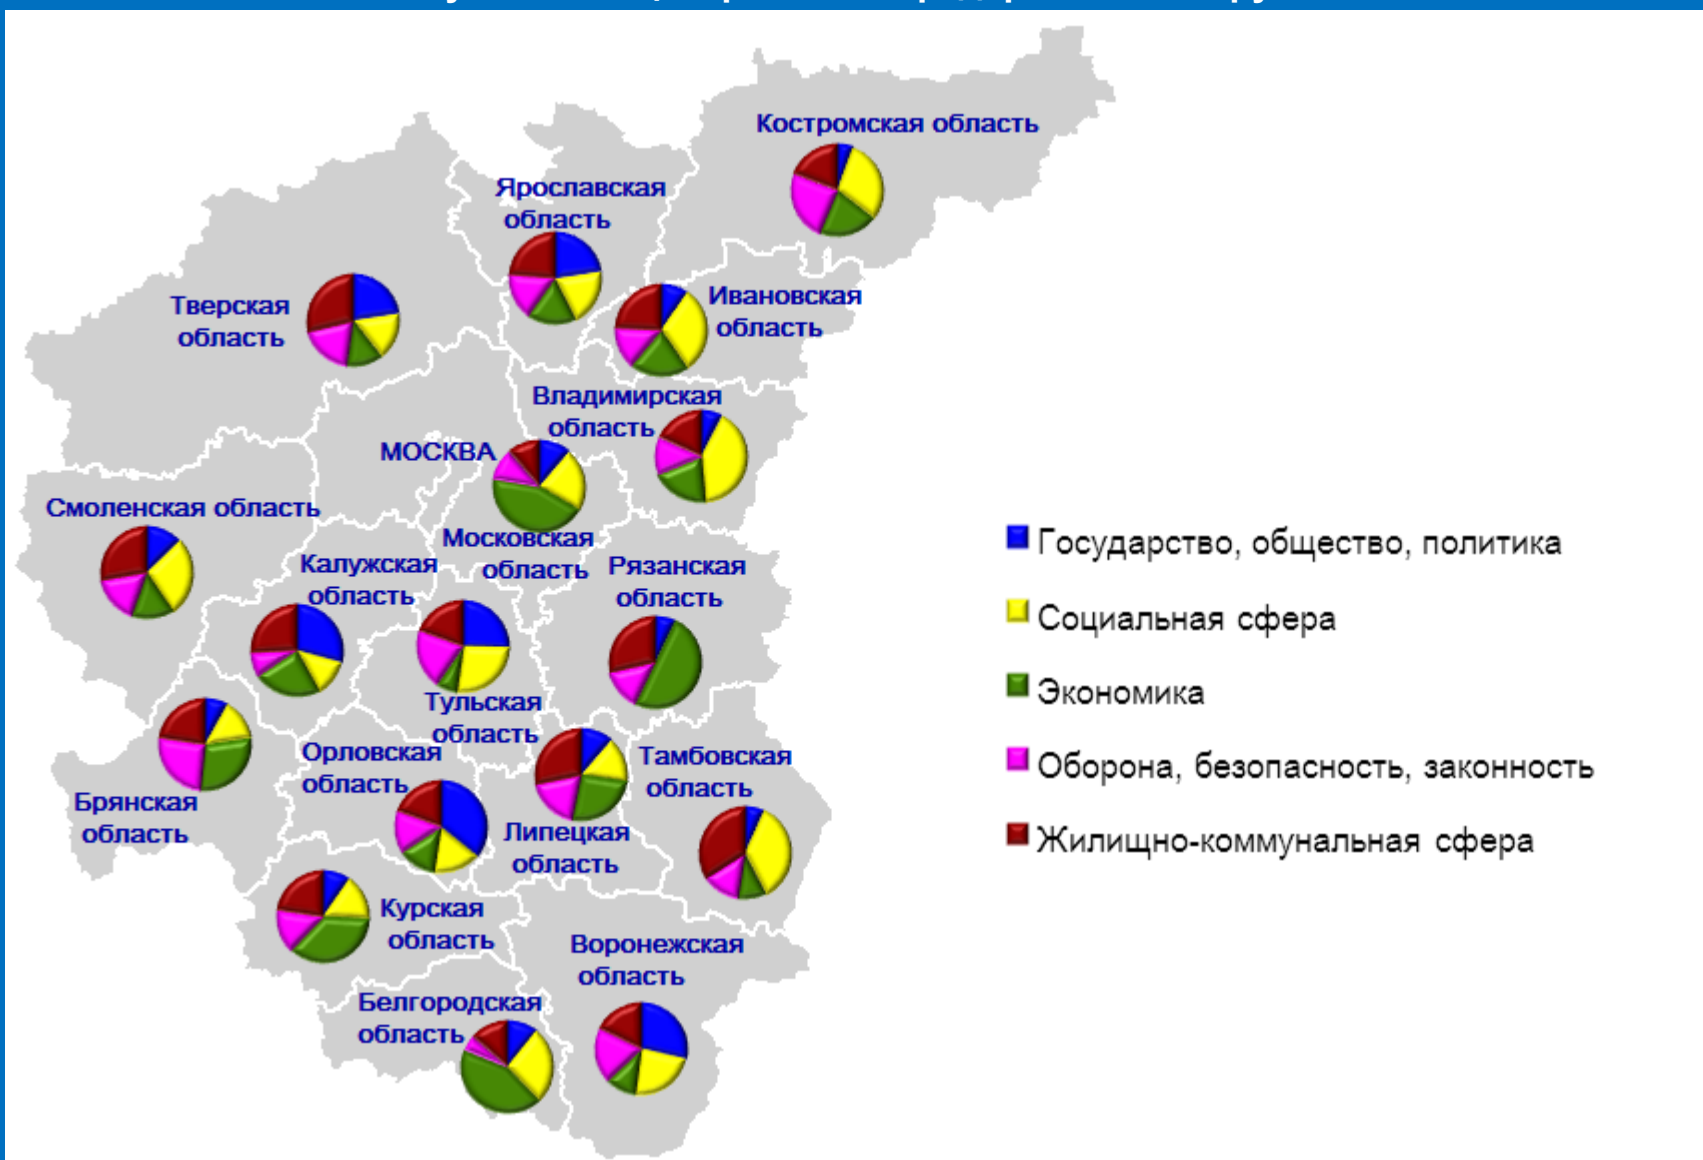 Костромская область
Ярославская
область
Тверская
область
Ивановская
область
Владимирская
область
МОСКВА
Смоленская область
Московская
область
Калужская
область
Рязанская
область
Тульская
область
Орловская
область
Тамбовская
область
Брянская
область
Липецкая
область
Курская
область
Воронежская
область
Белгородская
область
Государство, общество, политика
Социальная сфера
Экономика
Оборона, безопасность, законность
Жилищно-коммунальная сфера